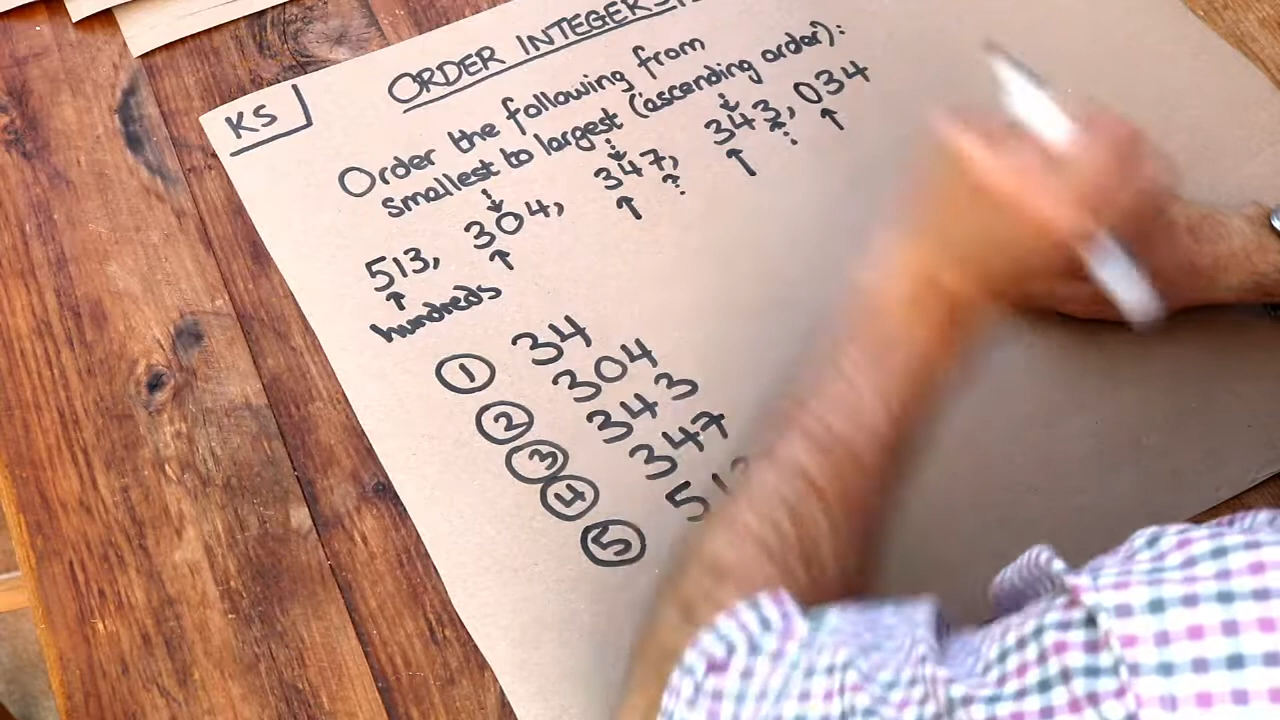 KS
ORDER INTEGERS
Order the following from
smallest to largest (ascending order):
513, 304, 347, 343, 034
? ?
hundreds
1 34
2 304
3 343
4 347
5